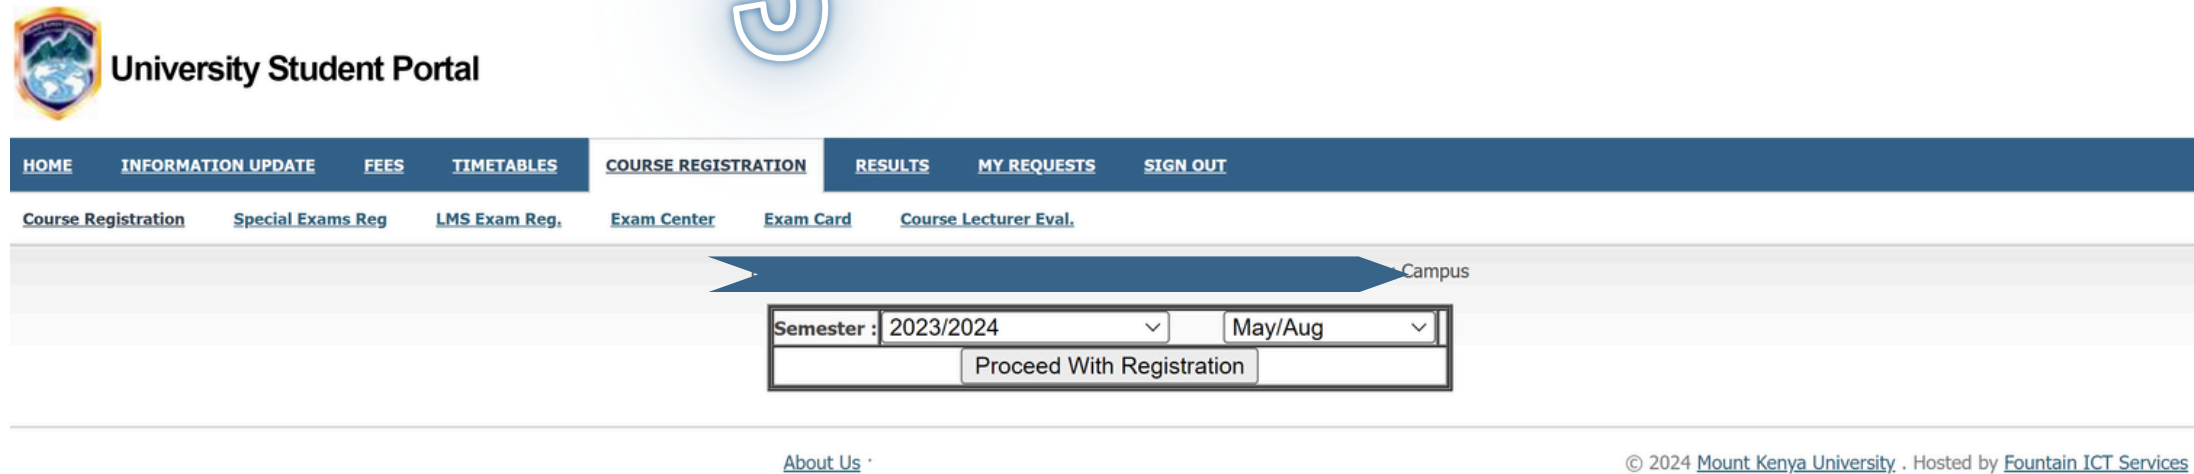 University Student Portal
HOME INFORMATION UPDATE FEES TIMETABLES COURSE REGISTRATION RESULTS MY REQUESTS SIGN OUT
Course Registration Special Exams Reg LMS Exam Reg. Exam Center Exam Card Course Lecturer Eval.
Campus
Semester : 2023/2024 May/Aug
Proceed With Registration
About Us · © 2024 Mount Kenya University . Hosted by Fountain ICT Services